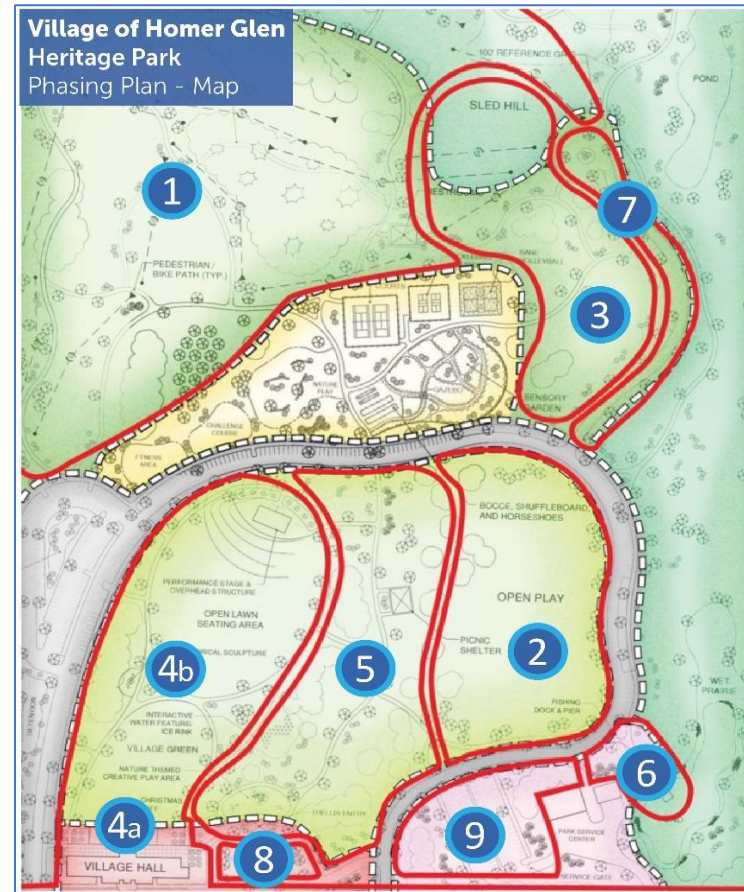 Village of Homer Glen
Heritage Park
Phasing Plan - Map
100' REFERENCE
POND
SLED HILL
1
7
VOLLEYBALL
PEDESTRIAN /
BIKE PATH (TYP.)
3
COURTS
NATURE
PLAY
GAZEBO
SENSORY
GARDEN
CHALLENGE
COURSE
FITNESS
AREA
BOCCE, SHUFFLEBOARD
AND HORSESHOES
PERFORMANCE STAGE &
OVERHEAD STRUCTURE
OPEN LAWN
SEATING AREA
OPEN PLAY
PICNIC
SHELTER
4b
5
2
SCULPTURE
WET
PRAIRIE
DETENTION
INTERACTIVE
WATER FEATURE/
ICE RINK
FISHING
DOCK & PIER
VILLAGE GREEN
NATURE THEMED
CREATIVE PLAY AREA
6
CHRISTMAS
4a
ENTRY
9
PARK SERVICE
CENTER
8
VILLAGE HALL
SERVICE GATE